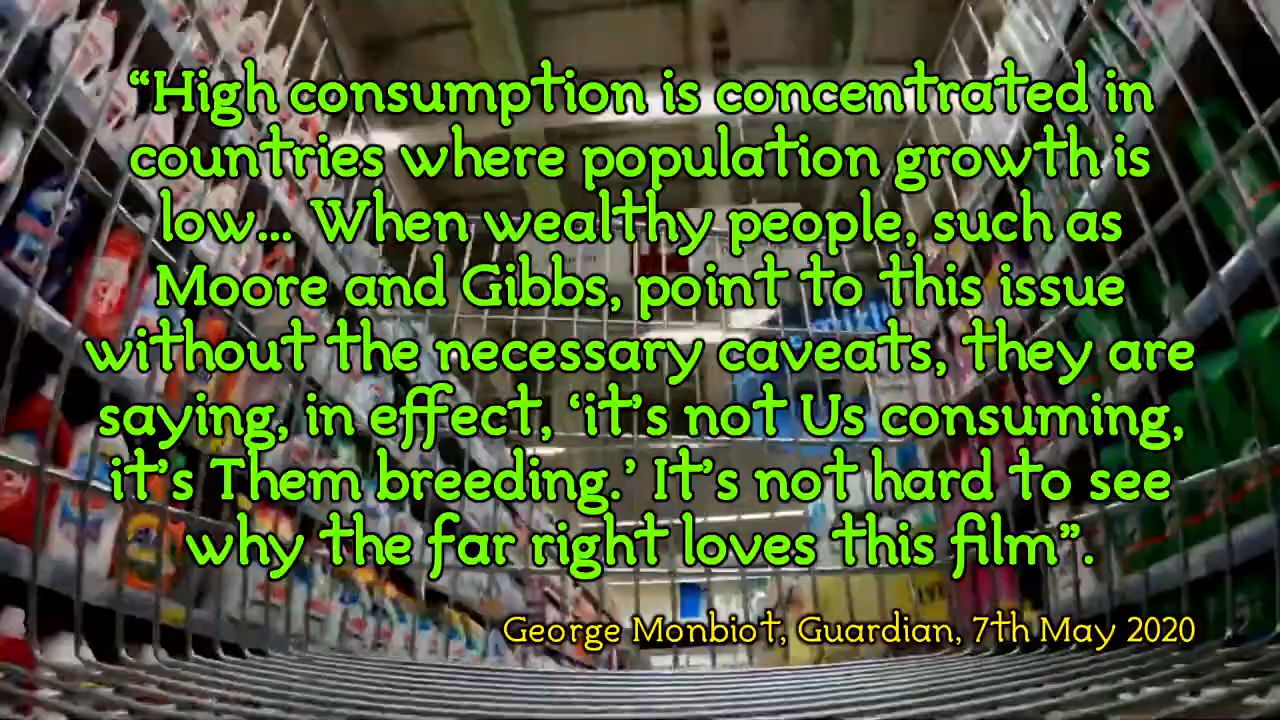 “High consumption is concentrated in
countries where population growth is
low... When wealthy people, such as
Moore and Gibbs, point to this issue
without the necessary caveats, they are
saying, in effect, ‘it’s not Us consuming,
it’s Them breeding.’ It’s not hard to see
why the far right loves this film”.
George Monbiot, Guardian, 7th May 2020